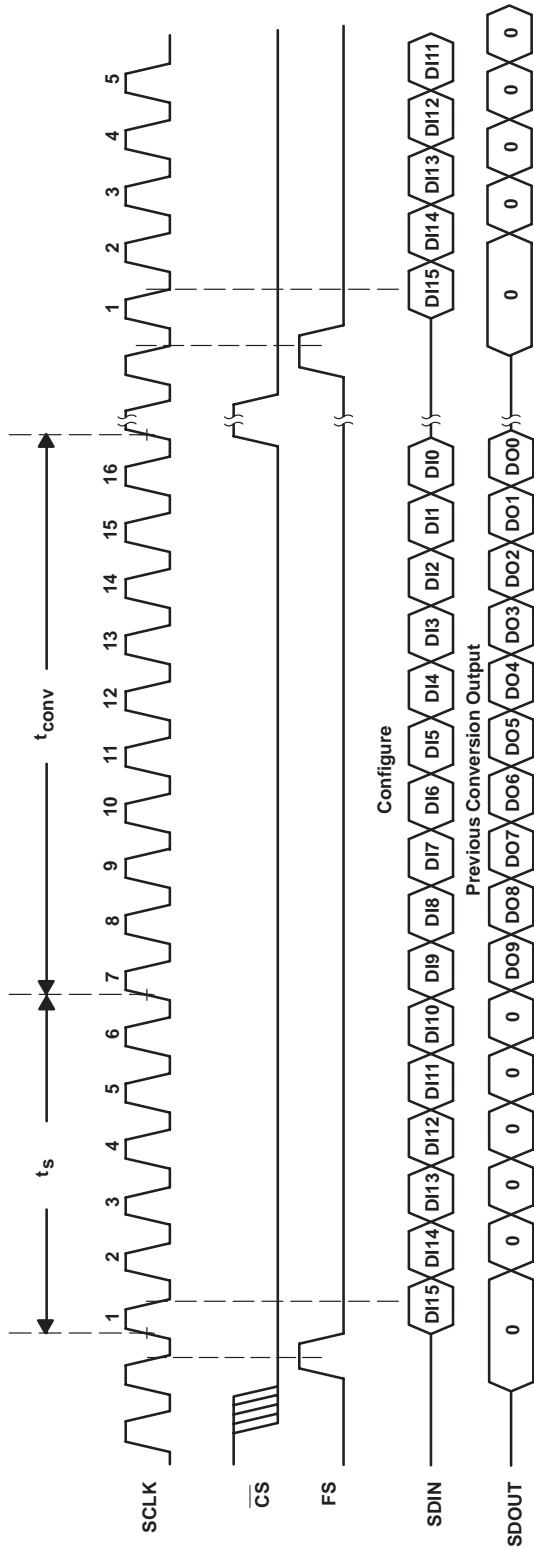 t_s
t_conv
SCLK
1 2 3 4 5 6 7 8 9 10 11 12 13 14 15 16 1 2 3 4 5
CS
FS
Configure
SDIN
DI15 DI14 DI13 DI12 DI11 DI10 DI9 DI8 DI7 DI6 DI5 DI4 DI3 DI2 DI1 DI0 DI15 DI14 DI13 DI12 DI11
Previous Conversion Output
SDOUT
0 0 0 0 0 0 DO9 DO8 DO7 DO6 DO5 DO4 DO3 DO2 DO1 DO0 0 0 0 0 0